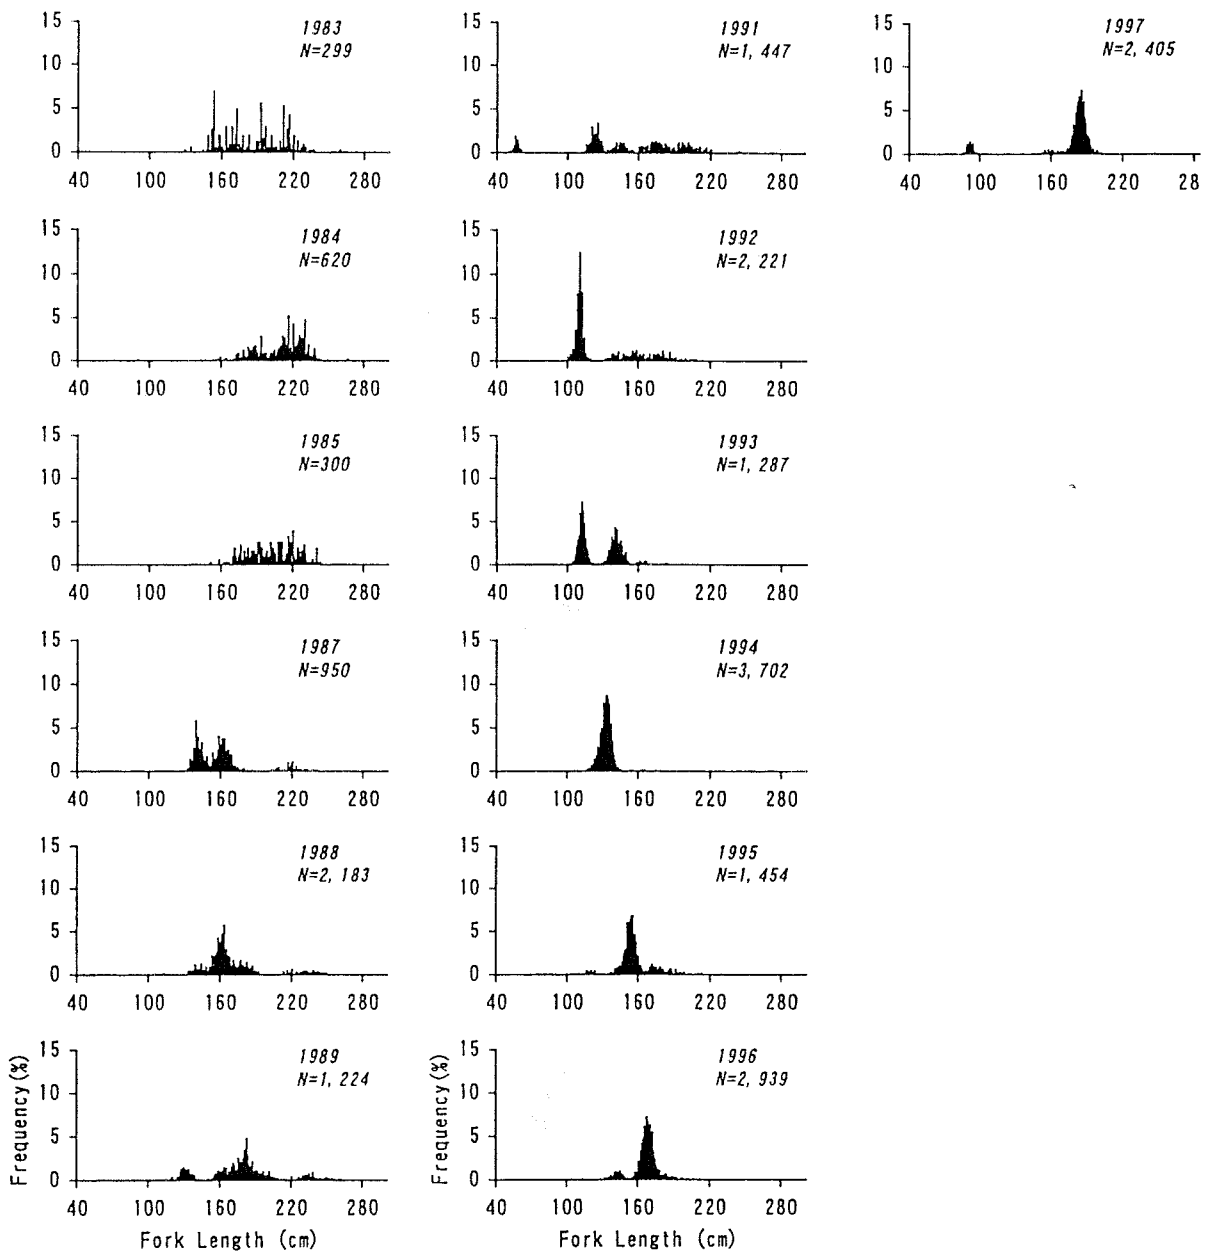 1983
N=299
15
10
5
0
40 100 160 220 280
1984
N=620
15
10
5
0
40 100 160 220 280
1985
N=300
15
10
5
0
40 100 160 220 280
1987
N=950
15
10
5
0
40 100 160 220 280
1988
N=2, 183
15
10
5
0
40 100 160 220 280
1989
N=1, 224
15
10
5
0
40 100 160 220 280
Frequency(%)
Fork Length (cm)
1991
N=1, 447
15
10
5
0
40 100 160 220 280
1992
N=2, 221
15
10
5
0
40 100 160 220 280
1993
N=1, 287
15
10
5
0
40 100 160 220 280
1994
N=3, 702
15
10
5
0
40 100 160 220 280
1995
N=1, 454
15
10
5
0
40 100 160 220 280
1996
N=2, 939
15
10
5
0
40 100 160 220 280
Frequency(%)
Fork Length (cm)
1997
N=2, 405
15
10
5
0
40 100 160 220 28